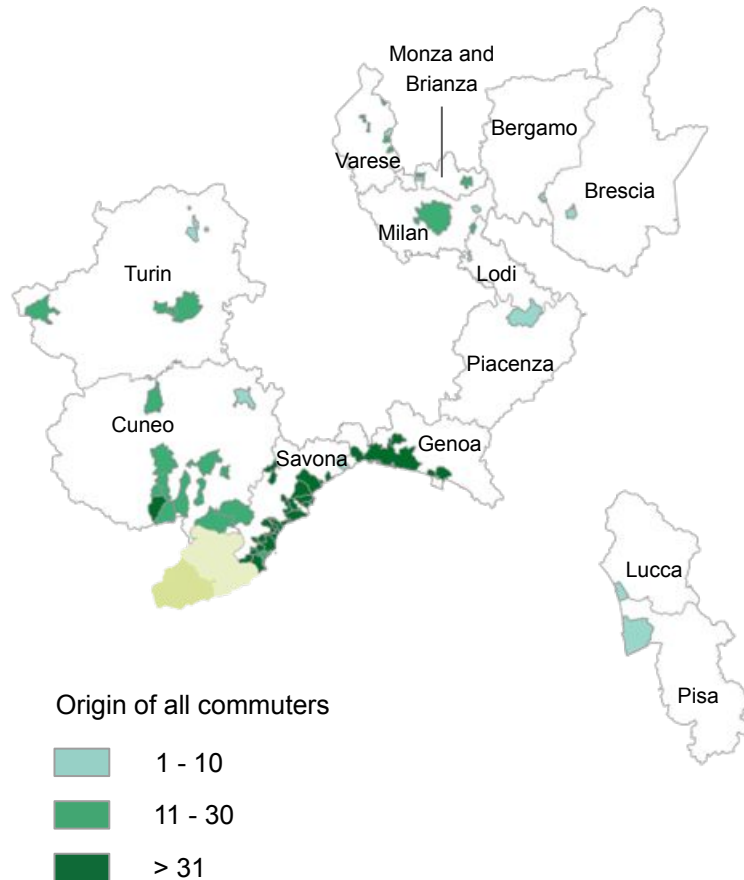 Monza and
Brianza
Bergamo
Varese
Brescia
Milan
Turin
Lodi
Piacenza
Cuneo
Genoa
Savona
Lucca
Pisa
Origin of all commuters
1 - 10
11 - 30
> 31